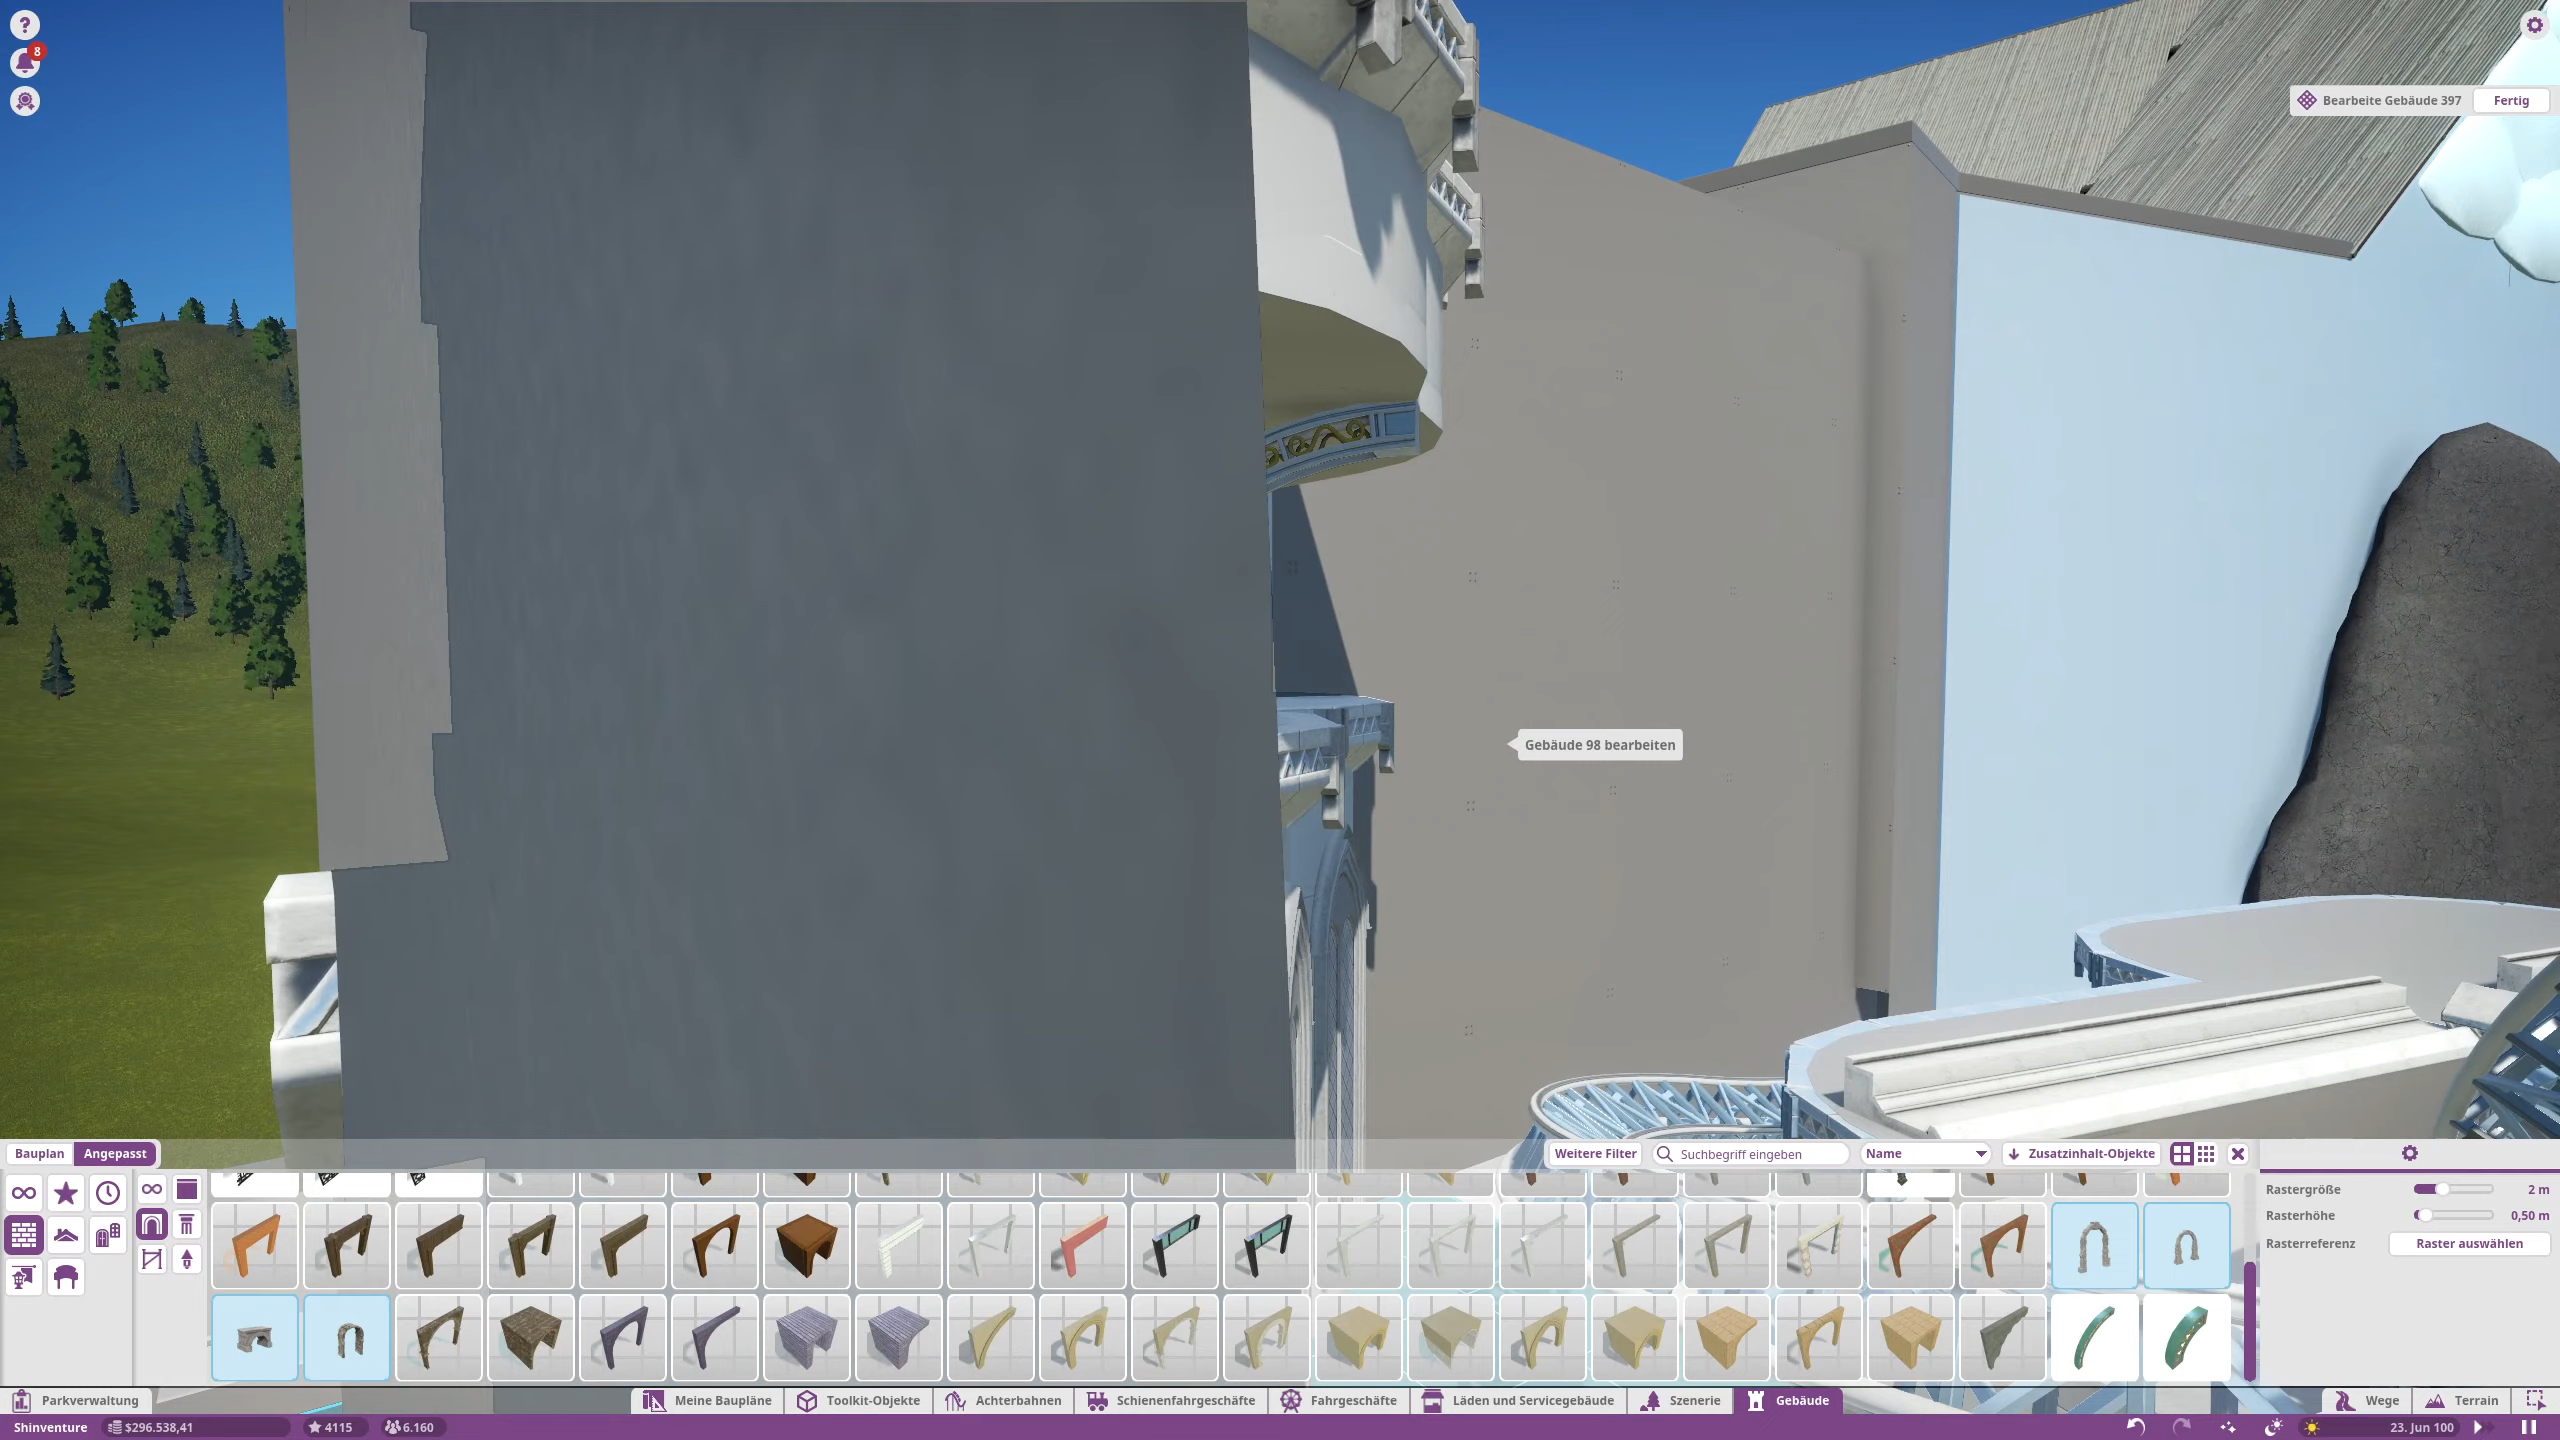 ?
8
Bearbeite Gebäude 397
Fertig
Gebäude 98 bearbeiten
Bauplan
Angepasst
Weitere Filter
Suchbegriff eingeben
Name
Zusatzinhalt-Objekte
Rastergröße
2 m
Rasterhöhe
0,50 m
Rasterreferenz
Raster auswählen
Parkverwaltung
Meine Baupläne
Toolkit-Objekte
Achterbahnen
Schienenfahrgeschäfte
Fahrgeschäfte
Läden und Servicegebäude
Szenerie
Gebäude
Wege
Terrain
Shinventure
$296.538,41
4115
6.160
23. Jun 100